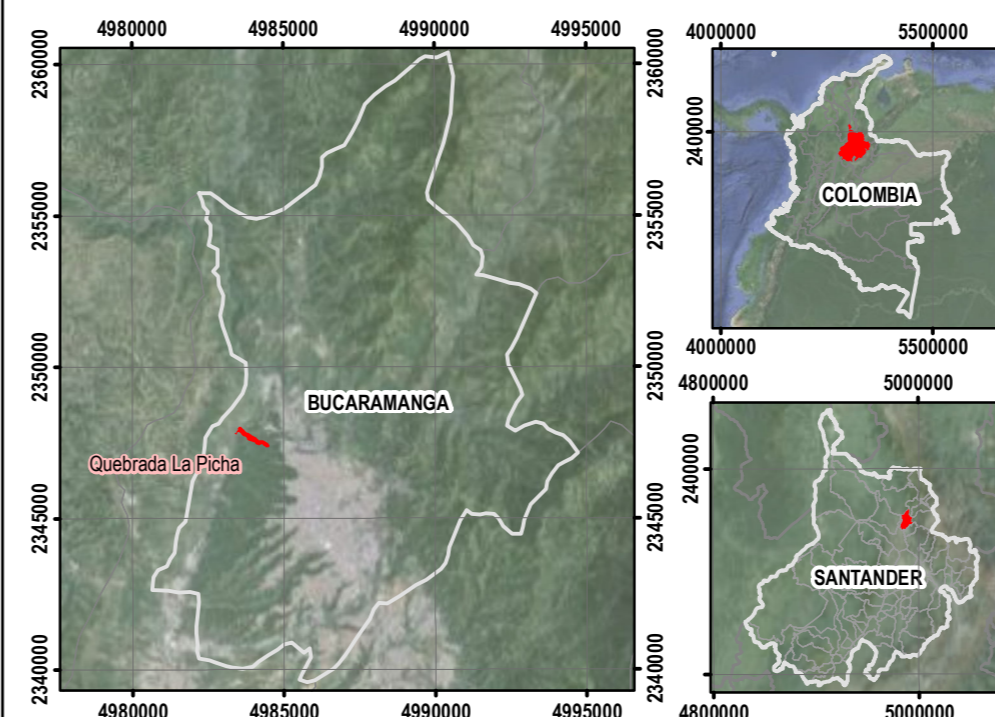 4980000 4985000 4990000 4995000
2360000 2360000
2355000 2355000
2350000 2350000
2345000 2345000
2340000 2340000
BUCARAMANGA
Quebrada La Picha
4980000 4985000 4990000 4995000
4000000 5500000
2400000
COLOMBIA
4000000 5500000
4800000 5000000
2400000
SANTANDER
4800000 5000000